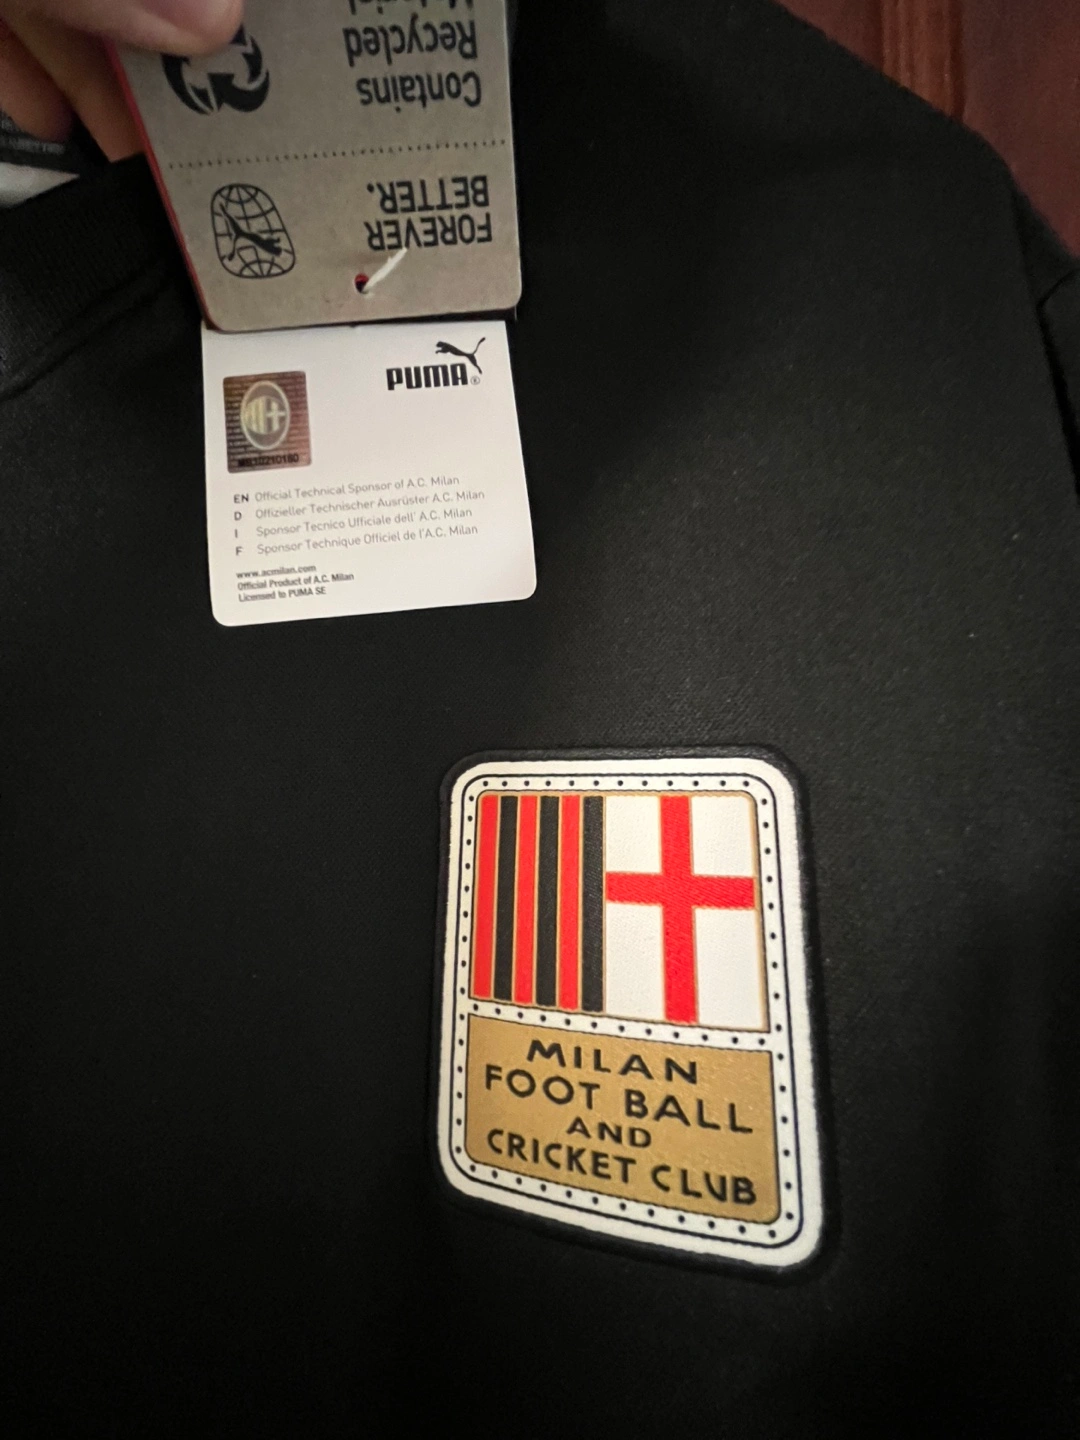 Contains
Recycled
Material
FOREVER
BETTER.
PUMA®
EN Official Technical Sponsor of A.C. Milan
D Offizieller Technischer Ausrüster A.C. Milan
I Sponsor Tecnico Ufficiale dell' A.C. Milan
F Sponsor Technique Officiel de l'A.C. Milan
www.acmilan.com
Official Product of A.C. Milan
Licensed to PUMA SE
MILAN
FOOT BALL
AND
CRICKET CLUB